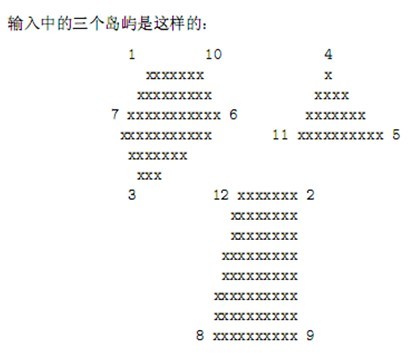 输入中的三个岛屿是这样的：
1 10 4
xxxxxxx x
xxxxxxxxx xxxx
7 xxxxxxxxxxx 6 xxxxxxx
xxxxxxxxxxx 11 xxxxxxxxxx 5
xxxxxxx
xxx
3 12 xxxxxxx 2
xxxxxxxx
xxxxxxxx
xxxxxxxxx
xxxxxxxxx
xxxxxxxxxx
xxxxxxxxxx
8 xxxxxxxxxx 9